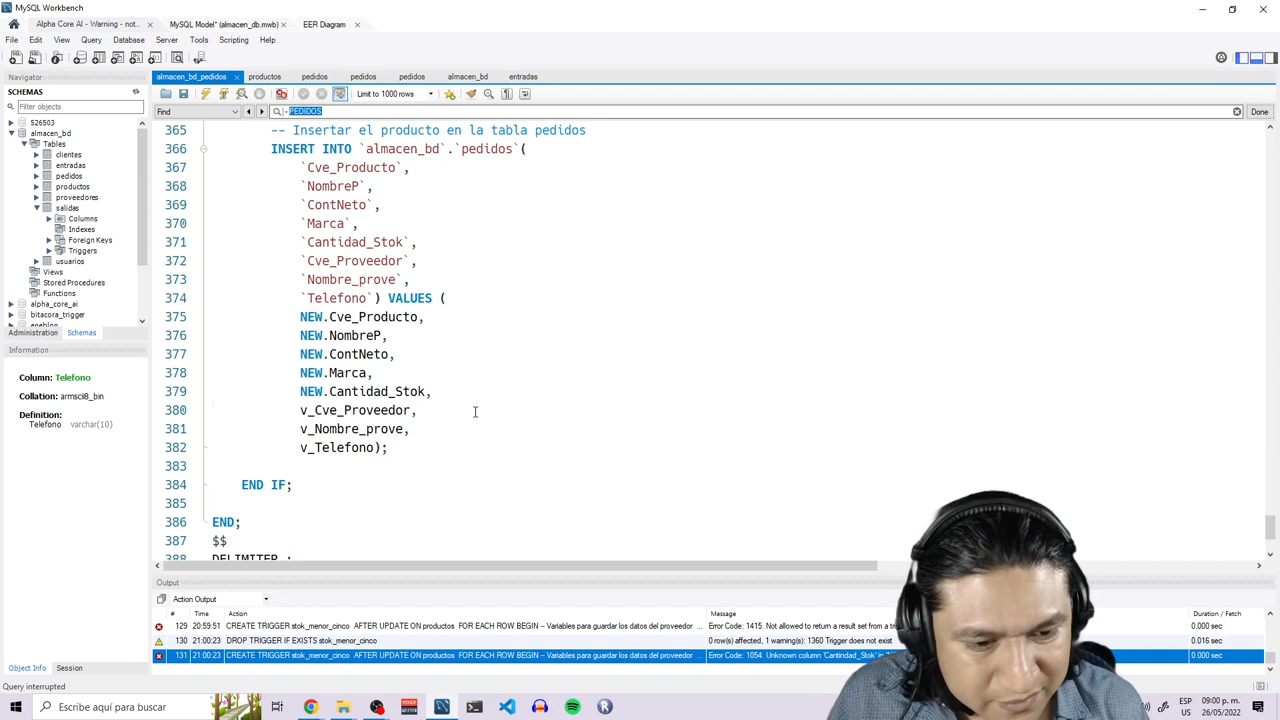 MySQL Workbench
Alpha Core AI - Warning - not...
MySQL Model* (almacen_db.mwb)
EER Diagram
File Edit View Query Database Server Tools Scripting Help
Navigator
SCHEMAS
Filter objects
526503
almacen_bd
Tables
clientes
entradas
pedidos
productos
proveedores
salidas
Columns
Indexes
Foreign Keys
Triggers
usuarios
Views
Stored Procedures
Functions
alpha_core_ai
bitacora_trigger
Administration Schemas
Information
Column: Telefono
Collation: armscii8_bin
Definition:
Telefono varchar(10)
Object Info Session
Query interrupted
almacen_bd_pedidos productos pedidos pedidos pedidos almacen_bd entradas
Limit to 1000 rows
Find PEDIDOS Done
365 -- Insertar el producto en la tabla pedidos
366 INSERT INTO `almacen_bd`.`pedidos`(
367 `Cve_Producto`,
368 `NombreP`,
369 `ContNeto`,
370 `Marca`,
371 `Cantidad_Stok`,
372 `Cve_Proveedor`,
373 `Nombre_prove`,
374 `Telefono`) VALUES (
375 NEW.Cve_Producto,
376 NEW.NombreP,
377 NEW.ContNeto,
378 NEW.Marca,
379 NEW.Cantidad_Stok,
380 v_Cve_Proveedor,
381 v_Nombre_prove,
382 v_Telefono);
383
384 END IF;
385
386 END;
387 $$
388 DELIMITER ;
Output
Action Output
# Time Action Message Duration / Fetch
129 20:59:51 CREATE TRIGGER stok_menor_cinco AFTER UPDATE ON productos FOR EACH ROW BEGIN -- Variables para guardar los datos del proveedor ... Error Code: 1415. Not allowed to return a result set from a trigger 0.000 sec
130 21:00:23 DROP TRIGGER IF EXISTS stok_menor_cinco 0 row(s) affected, 1 warning(s): 1360 Trigger does not exist 0.016 sec
131 21:00:23 CREATE TRIGGER stok_menor_cinco AFTER UPDATE ON productos FOR EACH ROW BEGIN -- Variables para guardar los datos del proveedor ... Error Code: 1054. Unknown column 'Cantindad_Stok' in 0.000 sec
Escribe aquí para buscar
ESP
US
09:00 p. m.
26/05/2022